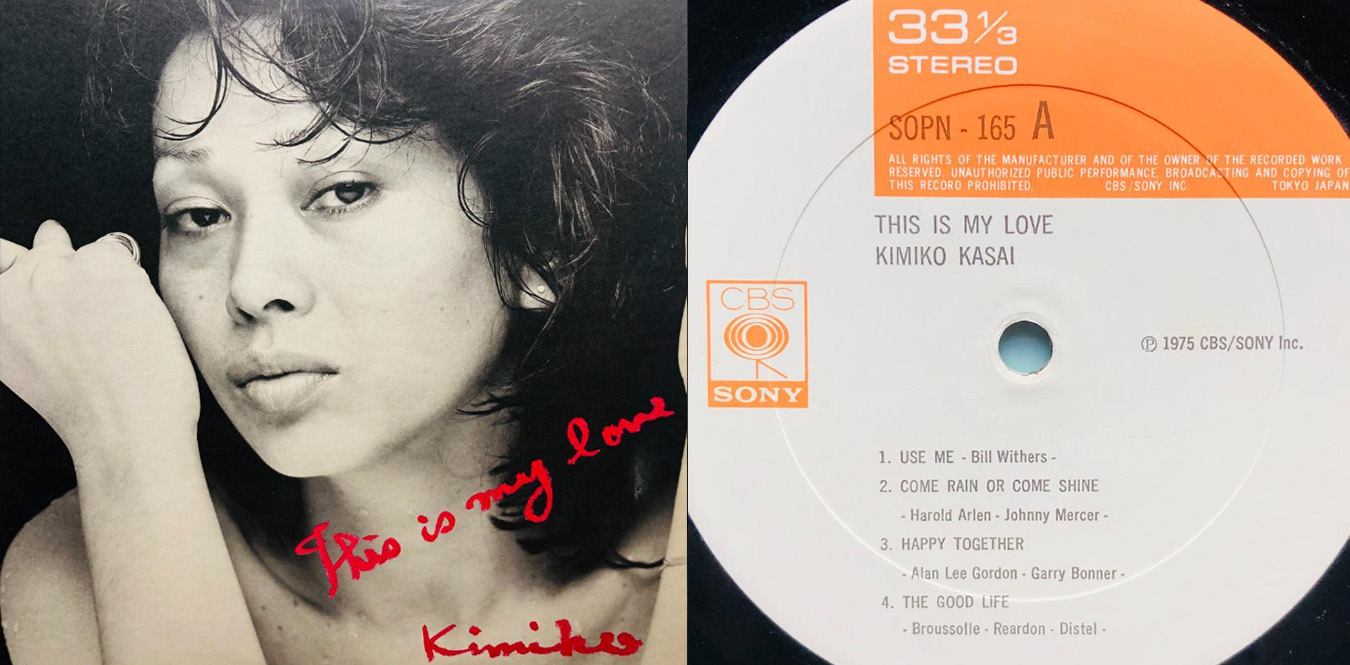 This is my love
Kimiko
33 1/3
STEREO
SOPN - 165 A
ALL RIGHTS OF THE MANUFACTURER AND OF THE OWNER OF THE RECORDED WORK
RESERVED. UNAUTHORIZED PUBLIC PERFORMANCE, BROADCASTING AND COPYING OF
THIS RECORD PROHIBITED. CBS/SONY INC. TOKYO JAPAN
THIS IS MY LOVE
KIMIKO KASAI
CBS
SONY
Ⓟ 1975 CBS/SONY Inc.
1. USE ME - Bill Withers -
2. COME RAIN OR COME SHINE
- Harold Arlen - Johnny Mercer -
3. HAPPY TOGETHER
- Alan Lee Gordon - Garry Bonner -
4. THE GOOD LIFE
- Broussolle - Reardon - Distel -